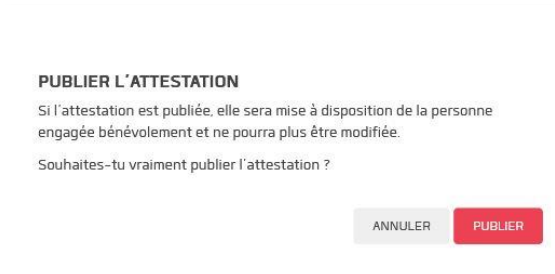 PUBLIER L'ATTESTATION
Si l'attestation est publiée, elle sera mise à disposition de la personne
engagée bénévolement et ne pourra plus être modifiée.
Souhaites-tu vraiment publier l'attestation ?
ANNULER PUBLIER